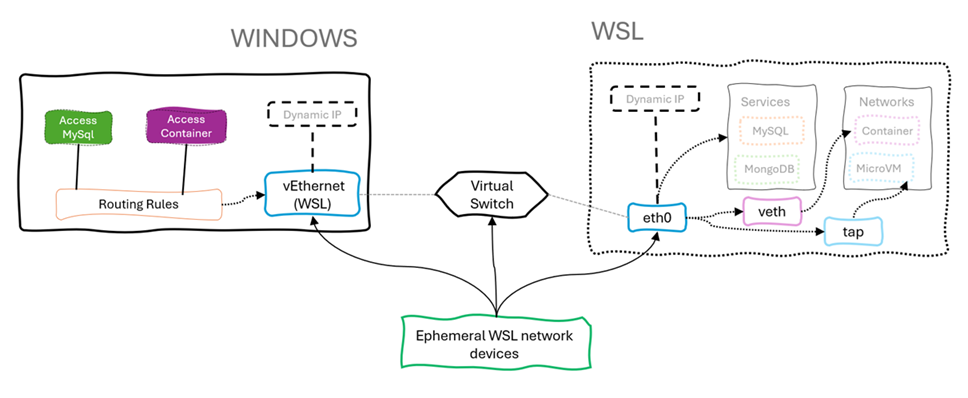 WINDOWS
Access
MySql
Access
Container
Dynamic IP
Routing Rules
vEthernet
(WSL)
Virtual
Switch
WSL
Dynamic IP
Services
MySQL
MongoDB
Networks
Container
MicroVM
eth0
veth
tap
Ephemeral WSL network
devices